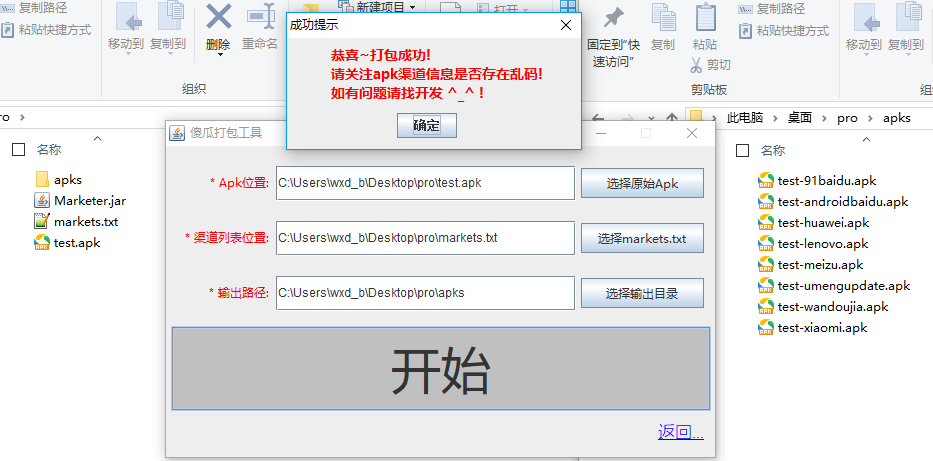 复制路径
粘贴快捷方式
移动到
复制到
删除
重命名
组织
新建项目
打开
成功提示
恭喜~打包成功!
请关注apk渠道信息是否存在乱码!
如有问题请找开发 ^_^ !
确定
固定到"快
速访问"
复制
粘贴
复制路径
粘贴快捷方式
剪切
剪贴板
移动到
复制到
组
ro
名称
apks
Marketer.jar
markets.txt
test.apk
傻瓜打包工具
* Apk位置:
C:\Users\wxd_b\Desktop\pro\test.apk
选择原始Apk
* 渠道列表位置:
C:\Users\wxd_b\Desktop\pro\markets.txt
选择markets.txt
* 输出路径:
C:\Users\wxd_b\Desktop\pro\apks
选择输出目录
开始
返回...
此电脑 > 桌面 > pro > apks
名称
test-91baidu.apk
test-androidbaidu.apk
test-huawei.apk
test-lenovo.apk
test-meizu.apk
test-umengupdate.apk
test-wandoujia.apk
test-xiaomi.apk